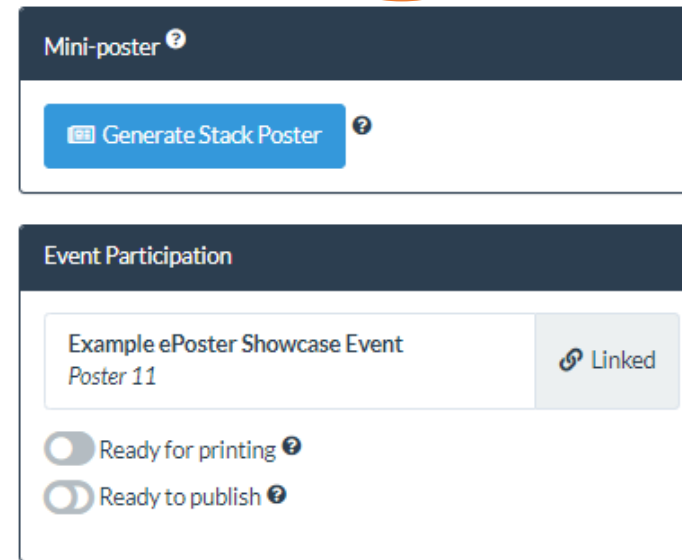 Mini-poster
Generate Stack Poster
Event Participation
Example ePoster Showcase Event
Poster 11
Linked
Ready for printing
Ready to publish